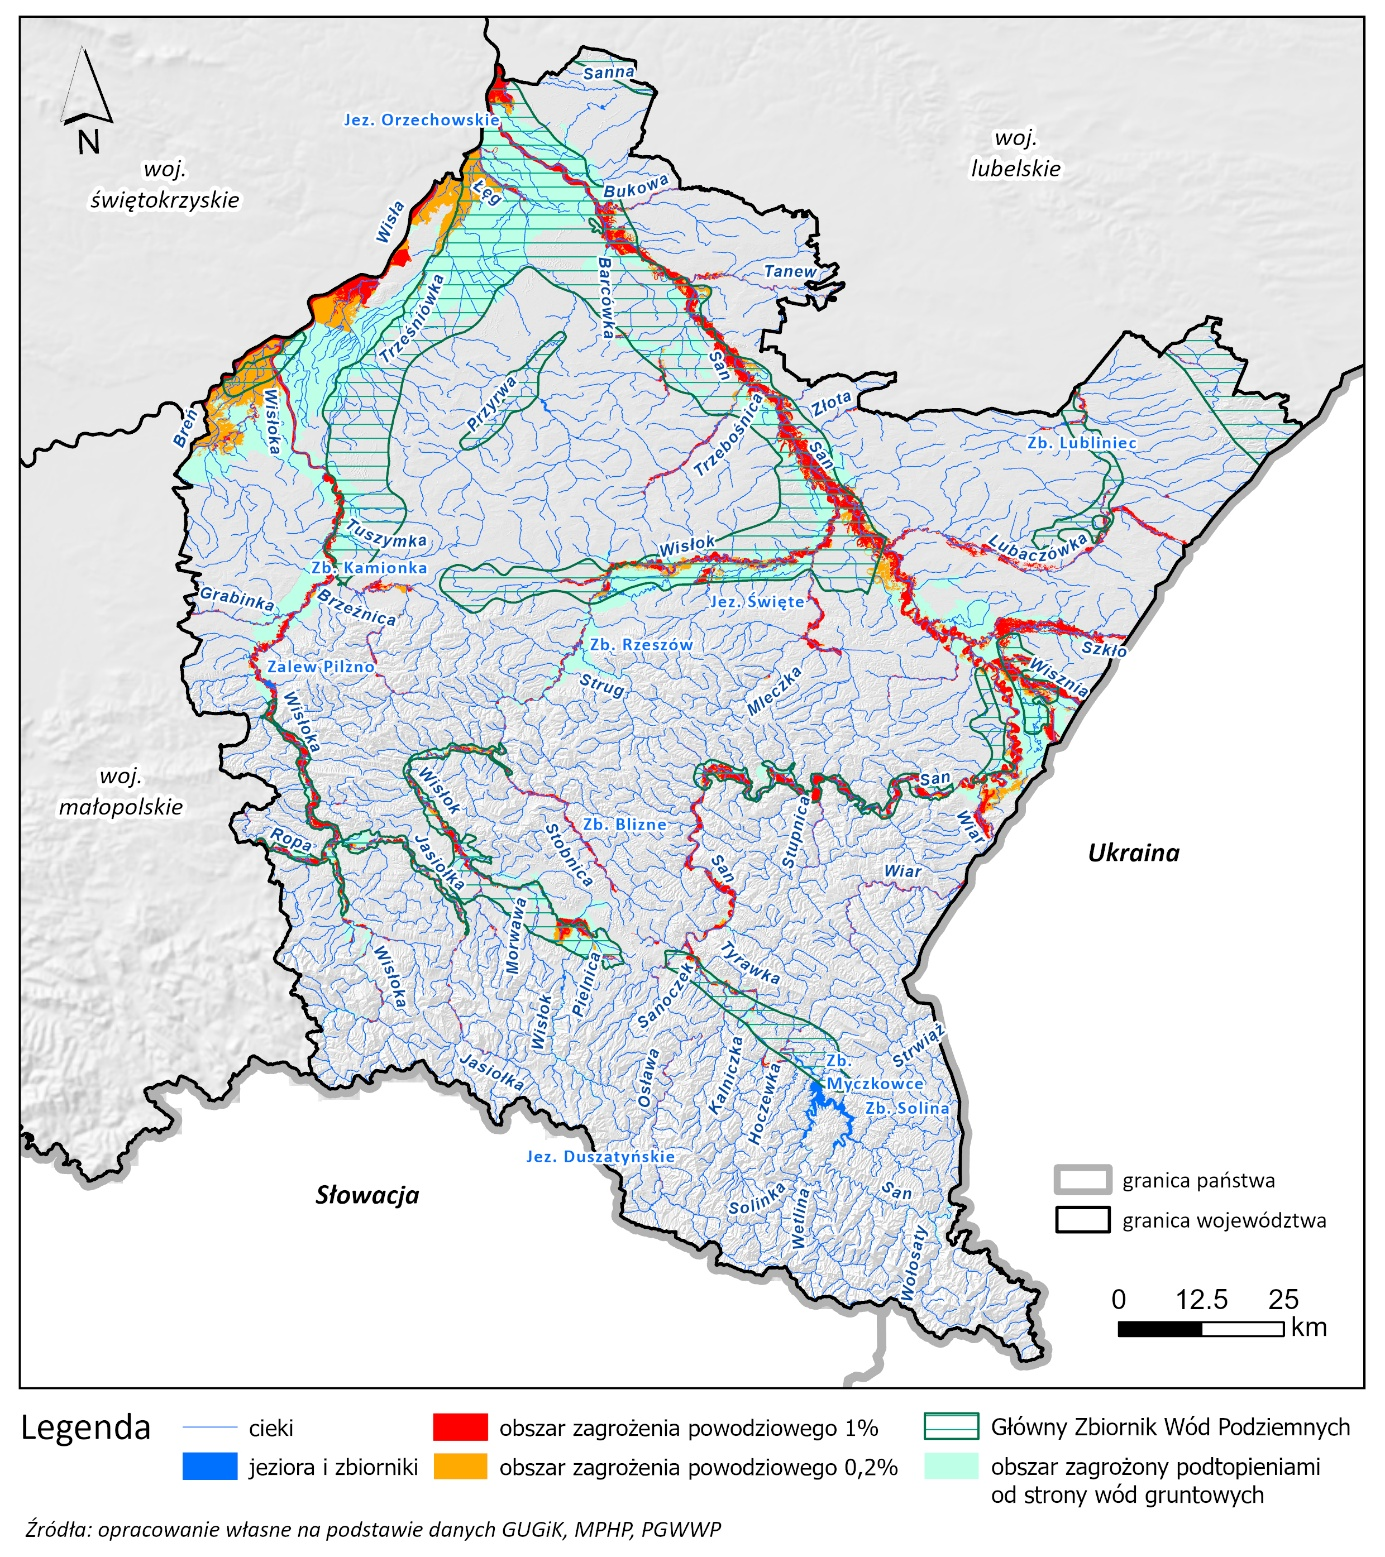 Sanna
Jez. Orzechowskie
N
woj.
lubelskie
woj.
świętokrzyskie
Łęg
Bukowa
Wisła
Tanew
Barcówka
Trześniówka
San
Przyrwa
Złota
Wisłoka
Breń
Trzebośnica
San
Zb. Lubliniec
Tuszymka
Wisłok
Lubaczówka
Zb. Kamionka
Grabinka
Brzeźnica
Jez. Święte
Zb. Rzeszów
Szkło
Zalew Pilzno
Wisznia
Strug
Mleczka
Wisłoka
woj.
małopolskie
Wisłok
San
Zb. Blizne
Stupnica
Wiar
Ropa
Stobnica
Jasiołka
San
Wiar
Ukraina
Morwawa
Tyrawka
Wisłoka
Pielnica
Sanoczek
Wisłok
Strwiąż
Jasiołka
Osława
Kalniczka
Hoczewka
Zb.
Myczkowce
Zb. Solina
Jez. Duszatyńskie
Słowacja
Solinka
Wetlina
San
Wołosaty
granica państwa
granica województwa
0 12.5 25
km
Legenda
cieki
jeziora i zbiorniki
obszar zagrożenia powodziowego 1%
obszar zagrożenia powodziowego 0,2%
Główny Zbiornik Wód Podziemnych
obszar zagrożony podtopieniami
od strony wód gruntowych
Źródła: opracowanie własne na podstawie danych GUGiK, MPHP, PGWWP